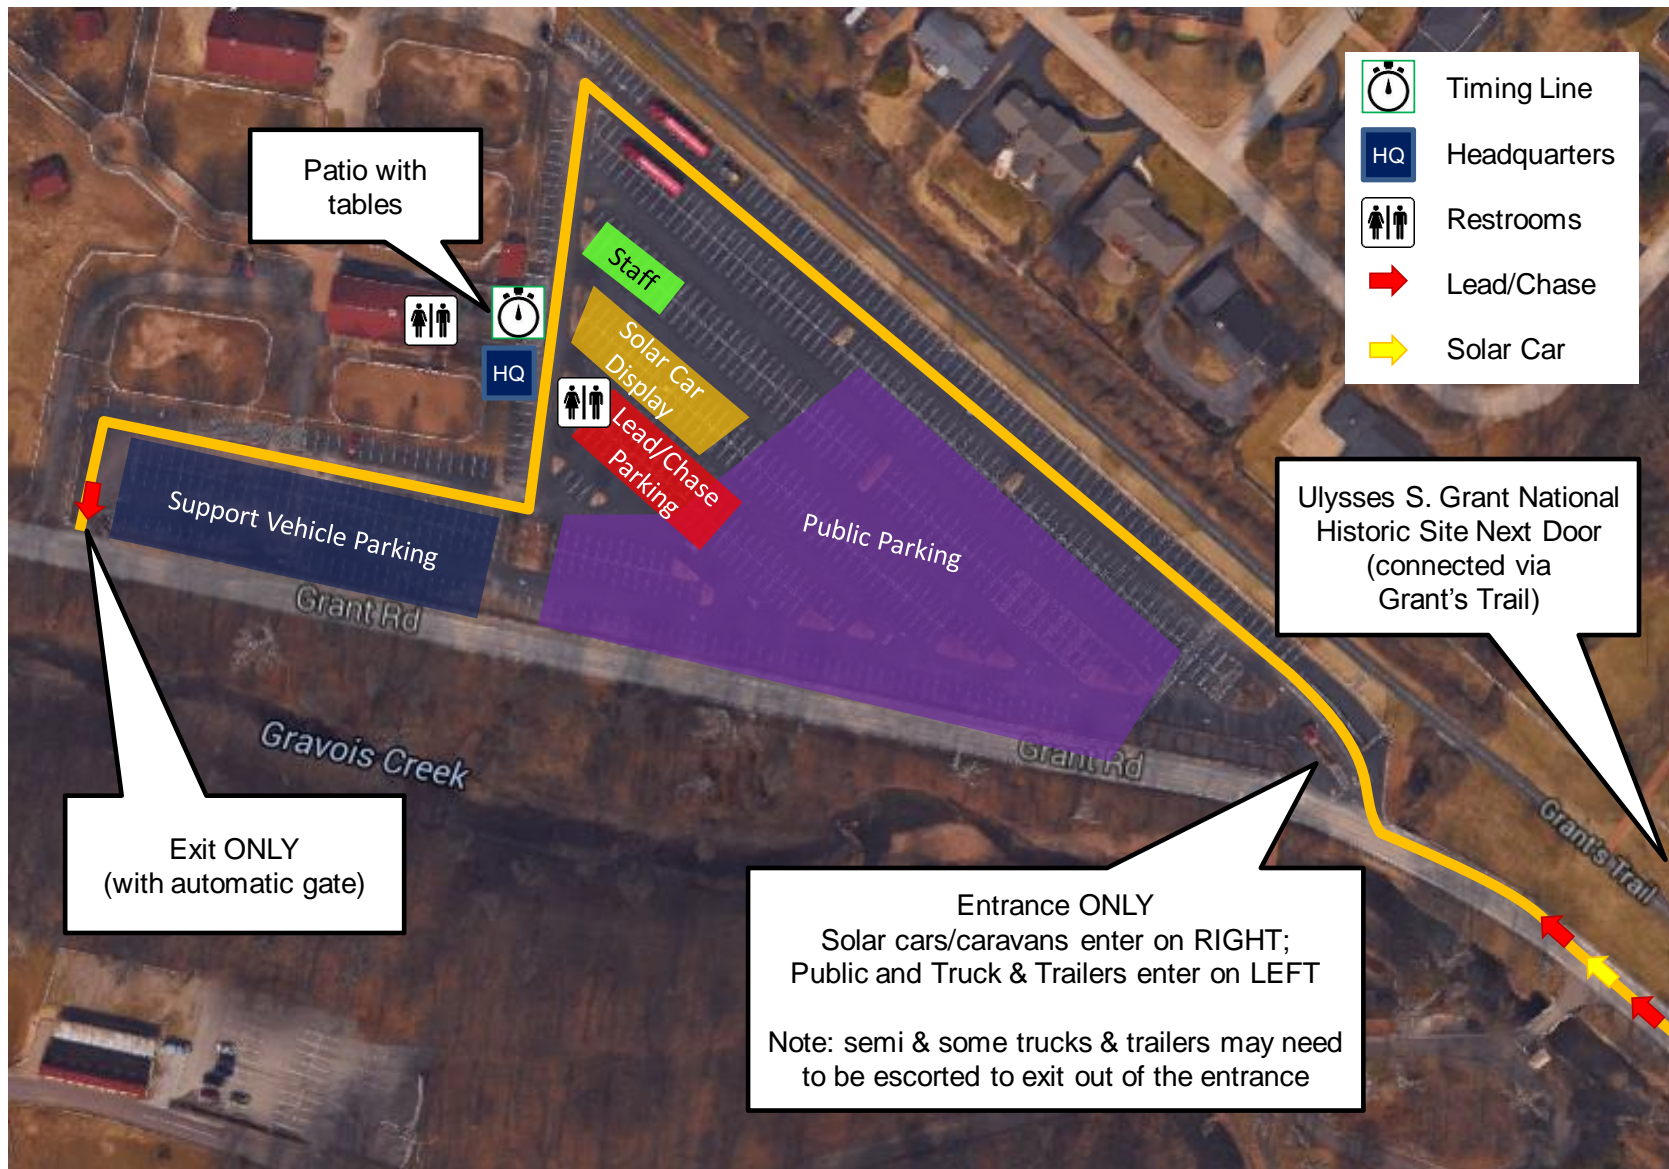 Timing Line
HQ
Headquarters
Restrooms
Lead/Chase
Solar Car
Patio with
tables
Staff
Solar Car
Display
HQ
Lead/Chase
Parking
Support Vehicle Parking
Public Parking
Ulysses S. Grant National
Historic Site Next Door
(connected via
Grant's Trail)
Grant Rd
Gravois Creek
Grant Rd
Grant's Trail
Exit ONLY
(with automatic gate)
Entrance ONLY
Solar cars/caravans enter on RIGHT;
Public and Truck & Trailers enter on LEFT
Note: semi & some trucks & trailers may need
to be escorted to exit out of the entrance